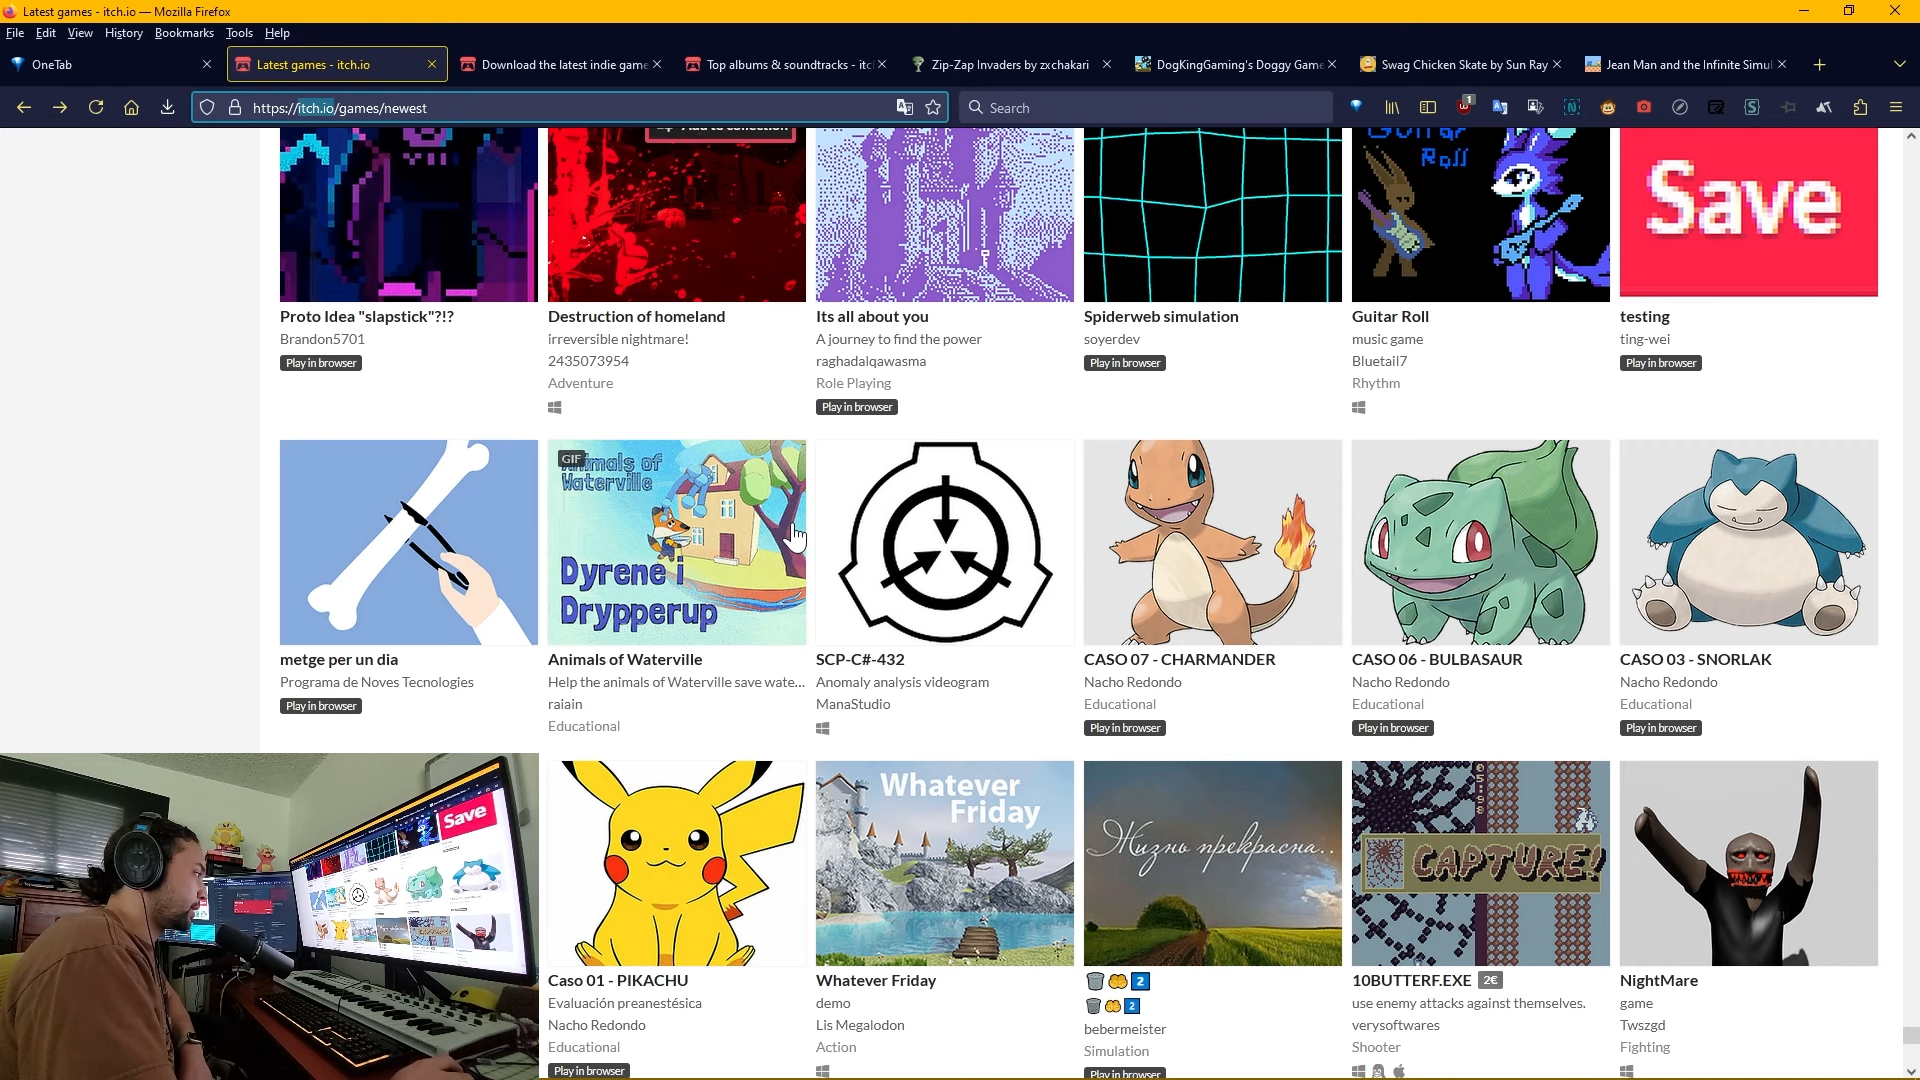 Latest games - itch.io — Mozilla Firefox
File Edit View History Bookmarks Tools Help
OneTab
Latest games - itch.io
Download the latest indie game
Top albums & soundtracks - itc
Zip-Zap Invaders by zxchakari
DogKingGaming's Doggy Game
Swag Chicken Skate by Sun Ray
Jean Man and the Infinite Simul
https://itch.io/games/newest
Search
1
Guitar
Roll
Save
Proto Idea "slapstick"?!?
Brandon5701
Play in browser
Destruction of homeland
irreversible nightmare!
2435073954
Adventure
Its all about you
A journey to find the power
raghadalqawasma
Role Playing
Play in browser
Spiderweb simulation
soyerdev
Play in browser
Guitar Roll
music game
Bluetail7
Rhythm
testing
ting-wei
Play in browser
GIF
Animals of
Waterville
Dyrene i
Drypperup
metge per un dia
Programa de Noves Tecnologies
Play in browser
Animals of Waterville
Help the animals of Waterville save wate...
raiain
Educational
SCP-C#-432
Anomaly analysis videogram
ManaStudio
CASO 07 - CHARMANDER
Nacho Redondo
Educational
Play in browser
CASO 06 - BULBASAUR
Nacho Redondo
Educational
Play in browser
CASO 03 - SNORLAK
Nacho Redondo
Educational
Play in browser
Save
Whatever
Friday
Жизнь прекрасна..
05:98
CAPTURE!
Caso 01 - PIKACHU
Evaluación preanestésica
Nacho Redondo
Educational
Play in browser
Whatever Friday
demo
Lis Megalodon
Action
🗑️🥔2️⃣
🗑️🥔2️⃣
bebermeister
Simulation
Play in browser
10BUTTERF.EXE 2€
use enemy attacks against themselves.
verysoftwares
Shooter
NightMare
game
Twszgd
Fighting